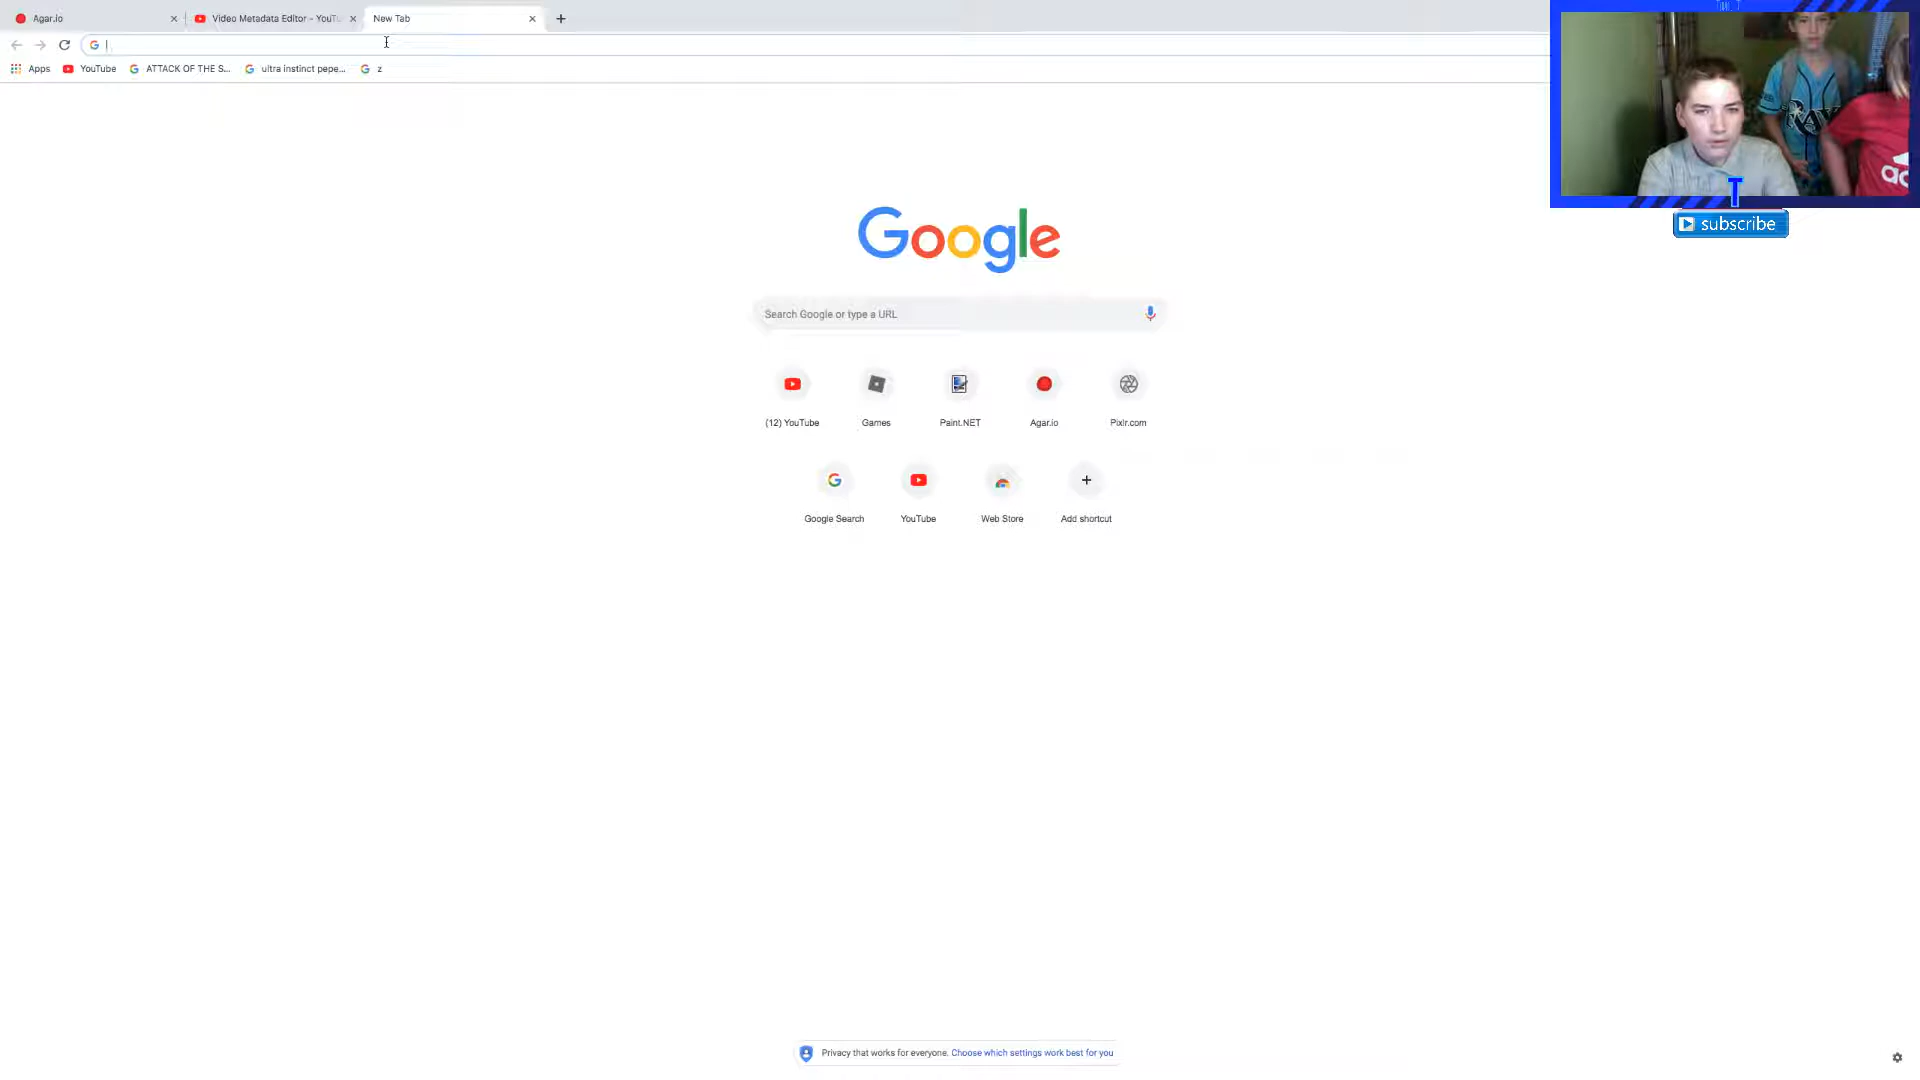 Agar.io
Video Metadata Editor - YouTu
New Tab
Apps
YouTube
ATTACK OF THE S...
ultra instinct pepe...
z
RAY
subscribe
Google
Search Google or type a URL
(12) YouTube
Games
Paint.NET
Agar.io
Pixlr.com
Google Search
YouTube
Web Store
Add shortcut
Privacy that works for everyone. Choose which settings work best for you